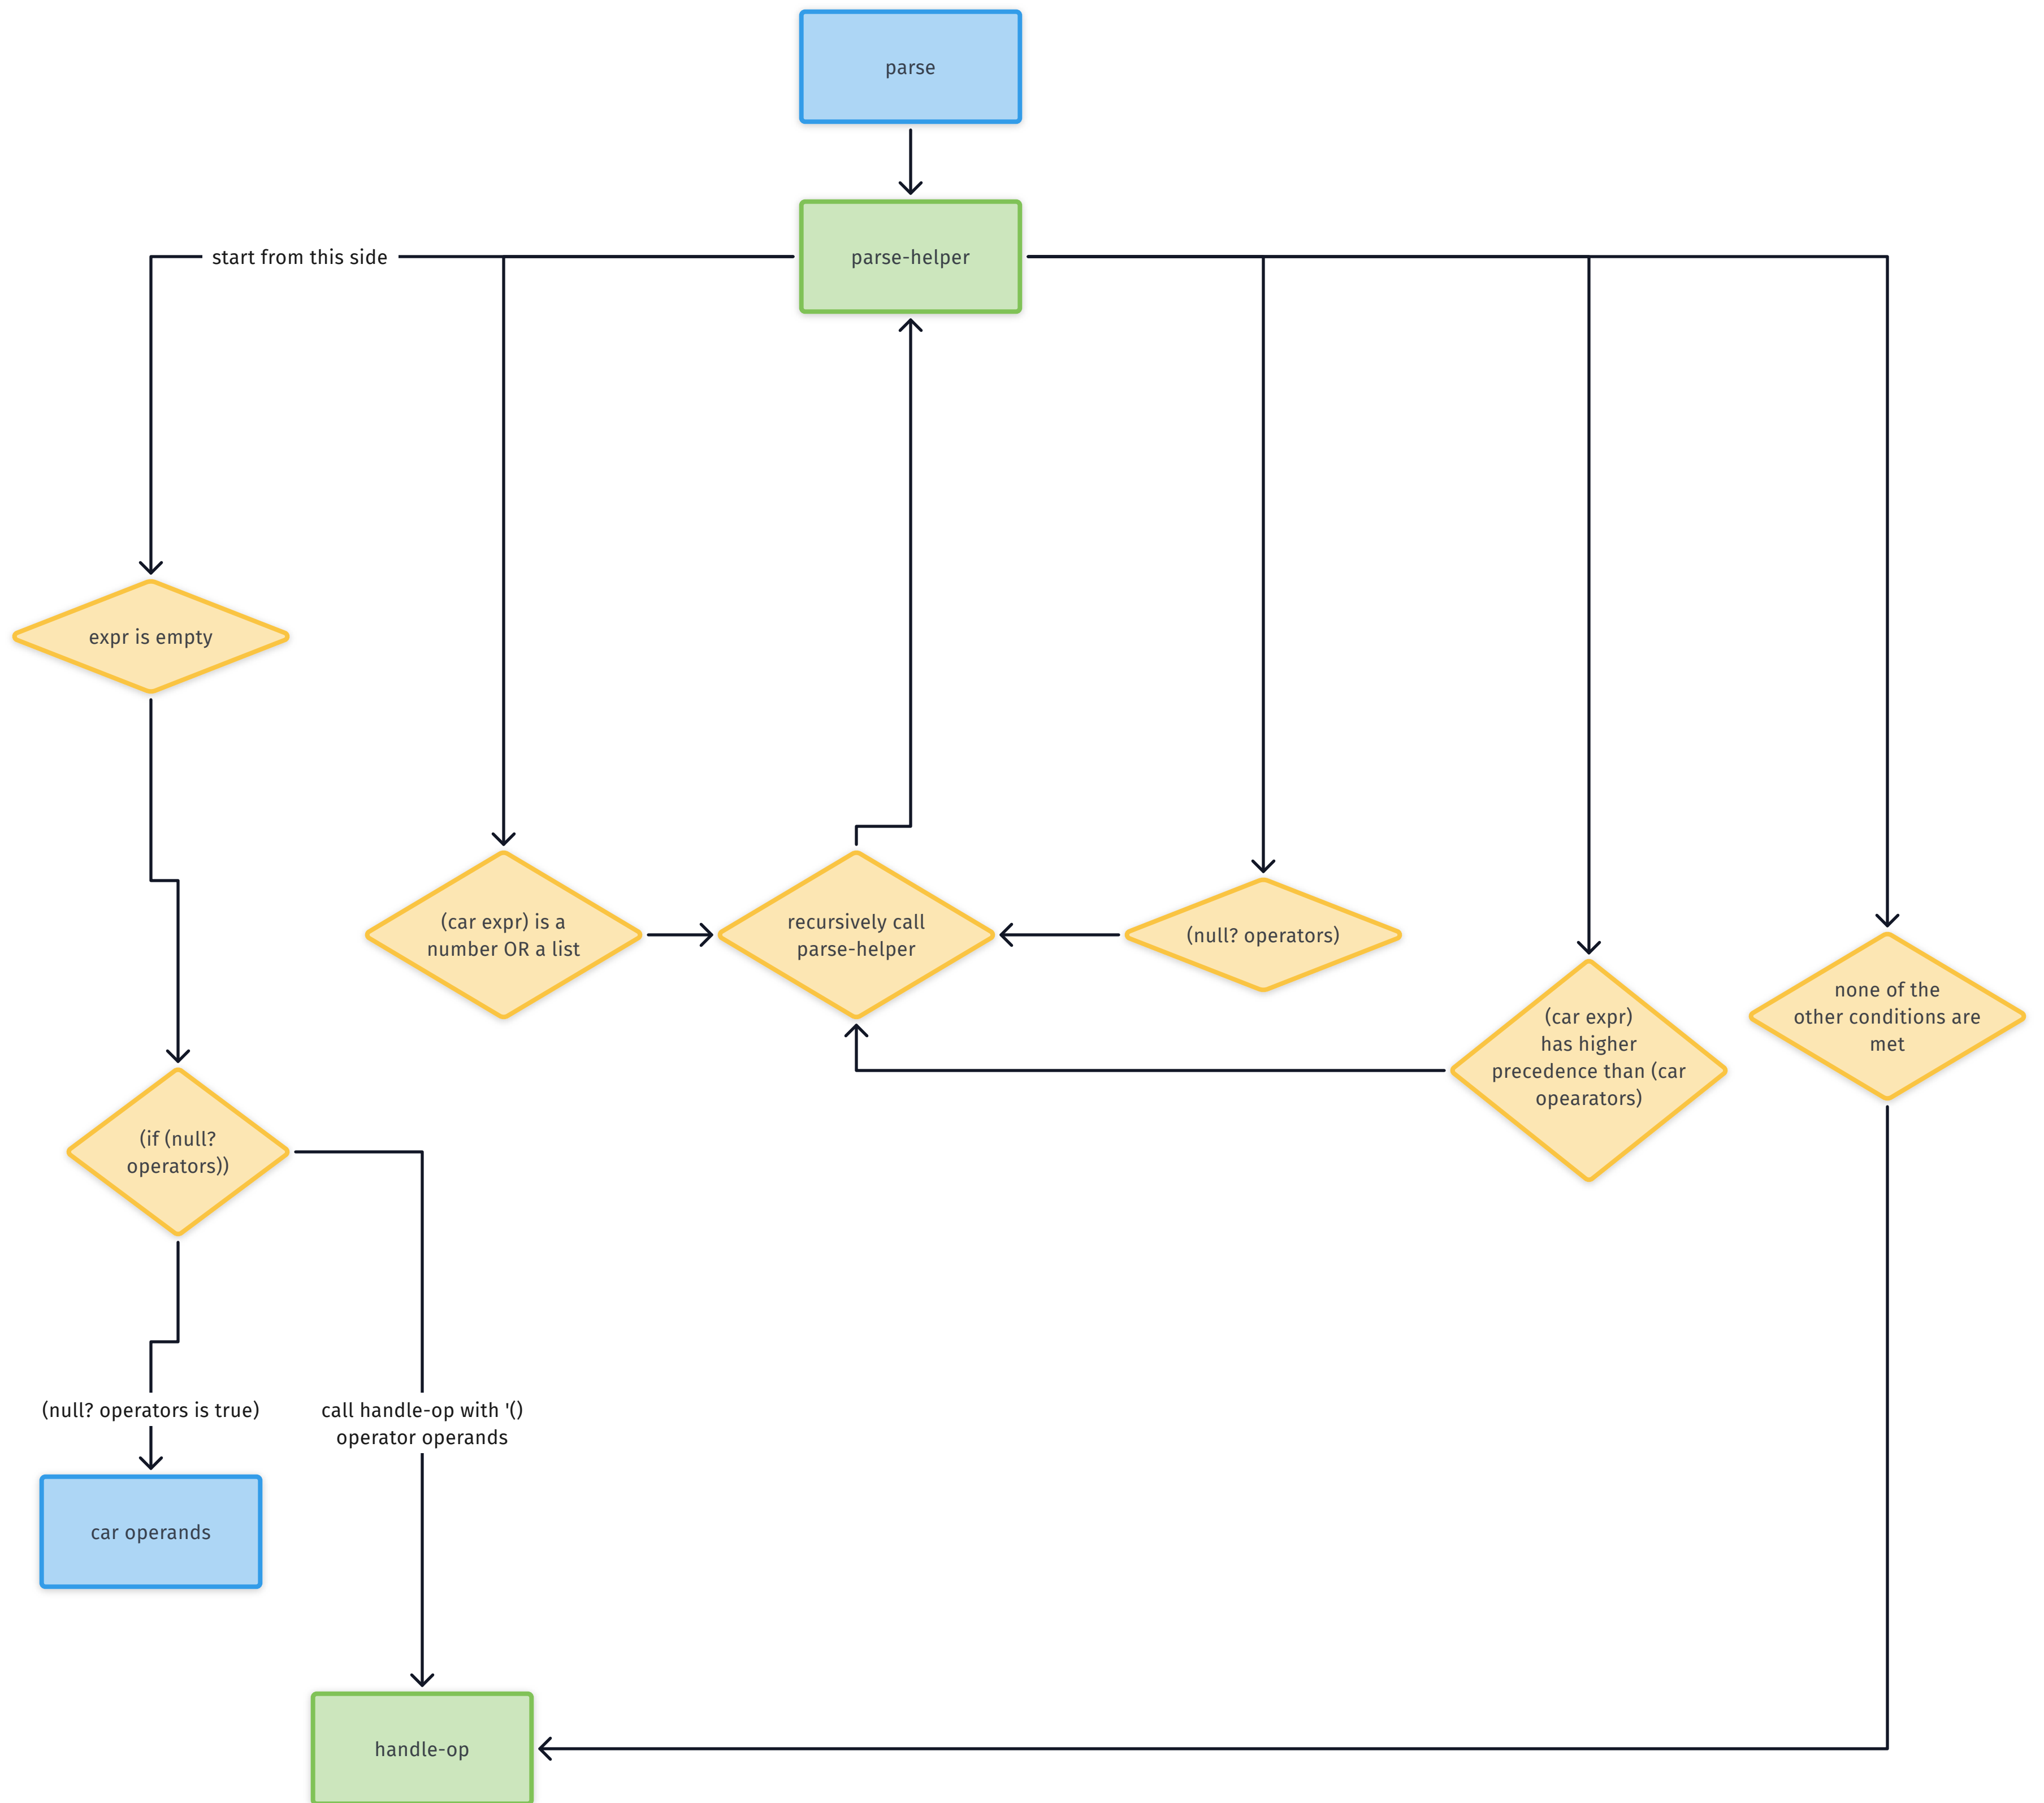 parse
start from this side
parse-helper
expr is empty
(car expr) is a
number OR a list
recursively call
parse-helper
(null? operators)
(car expr)
has higher
precedence than (car
opearators)
none of the
other conditions are
met
(if (null?
operators))
(null? operators is true)
call handle-op with '()
operator operands
car operands
handle-op